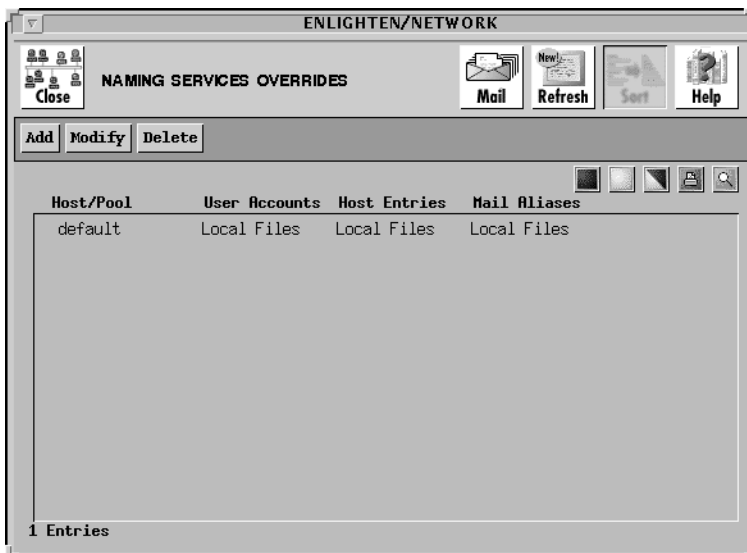 ENLIGHTEN/NETWORK
Close
NAMING SERVICES OVERRIDES
Mail
New!
Refresh
Sort
Help
Add Modify Delete
Host/Pool User Accounts Host Entries Mail Aliases
default Local Files Local Files Local Files
1 Entries